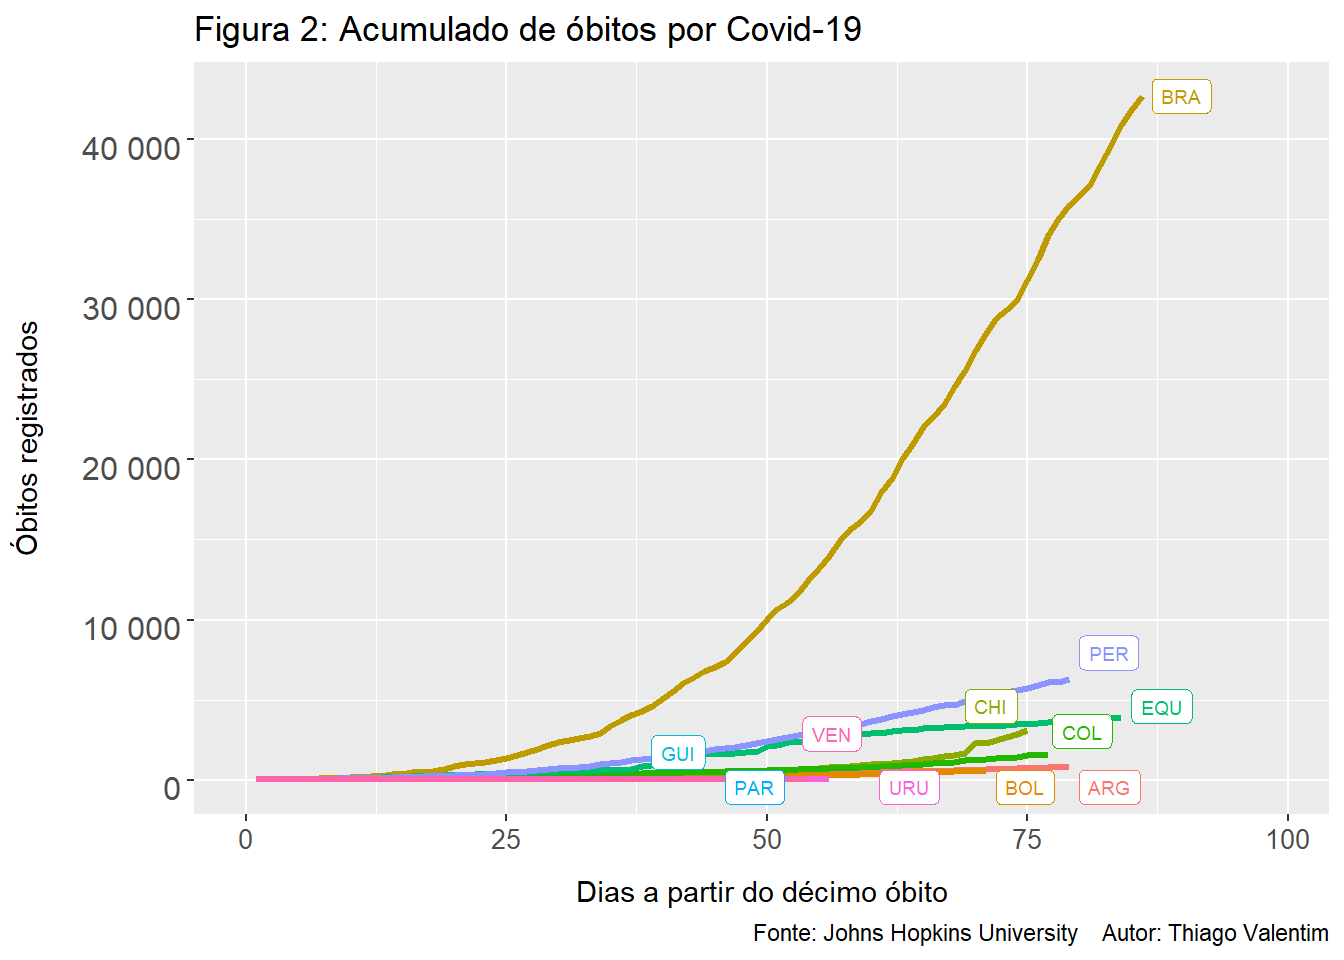 Figura 2: Acumulado de óbitos por Covid-19
BRA
40 000
30 000
20 000
10 000
0
Óbitos registrados
PER
CHI
EQU
VEN
COL
GUI
PAR
URU
BOL
ARG
0 25 50 75 100
Dias a partir do décimo óbito
Fonte: Johns Hopkins University Autor: Thiago Valentim